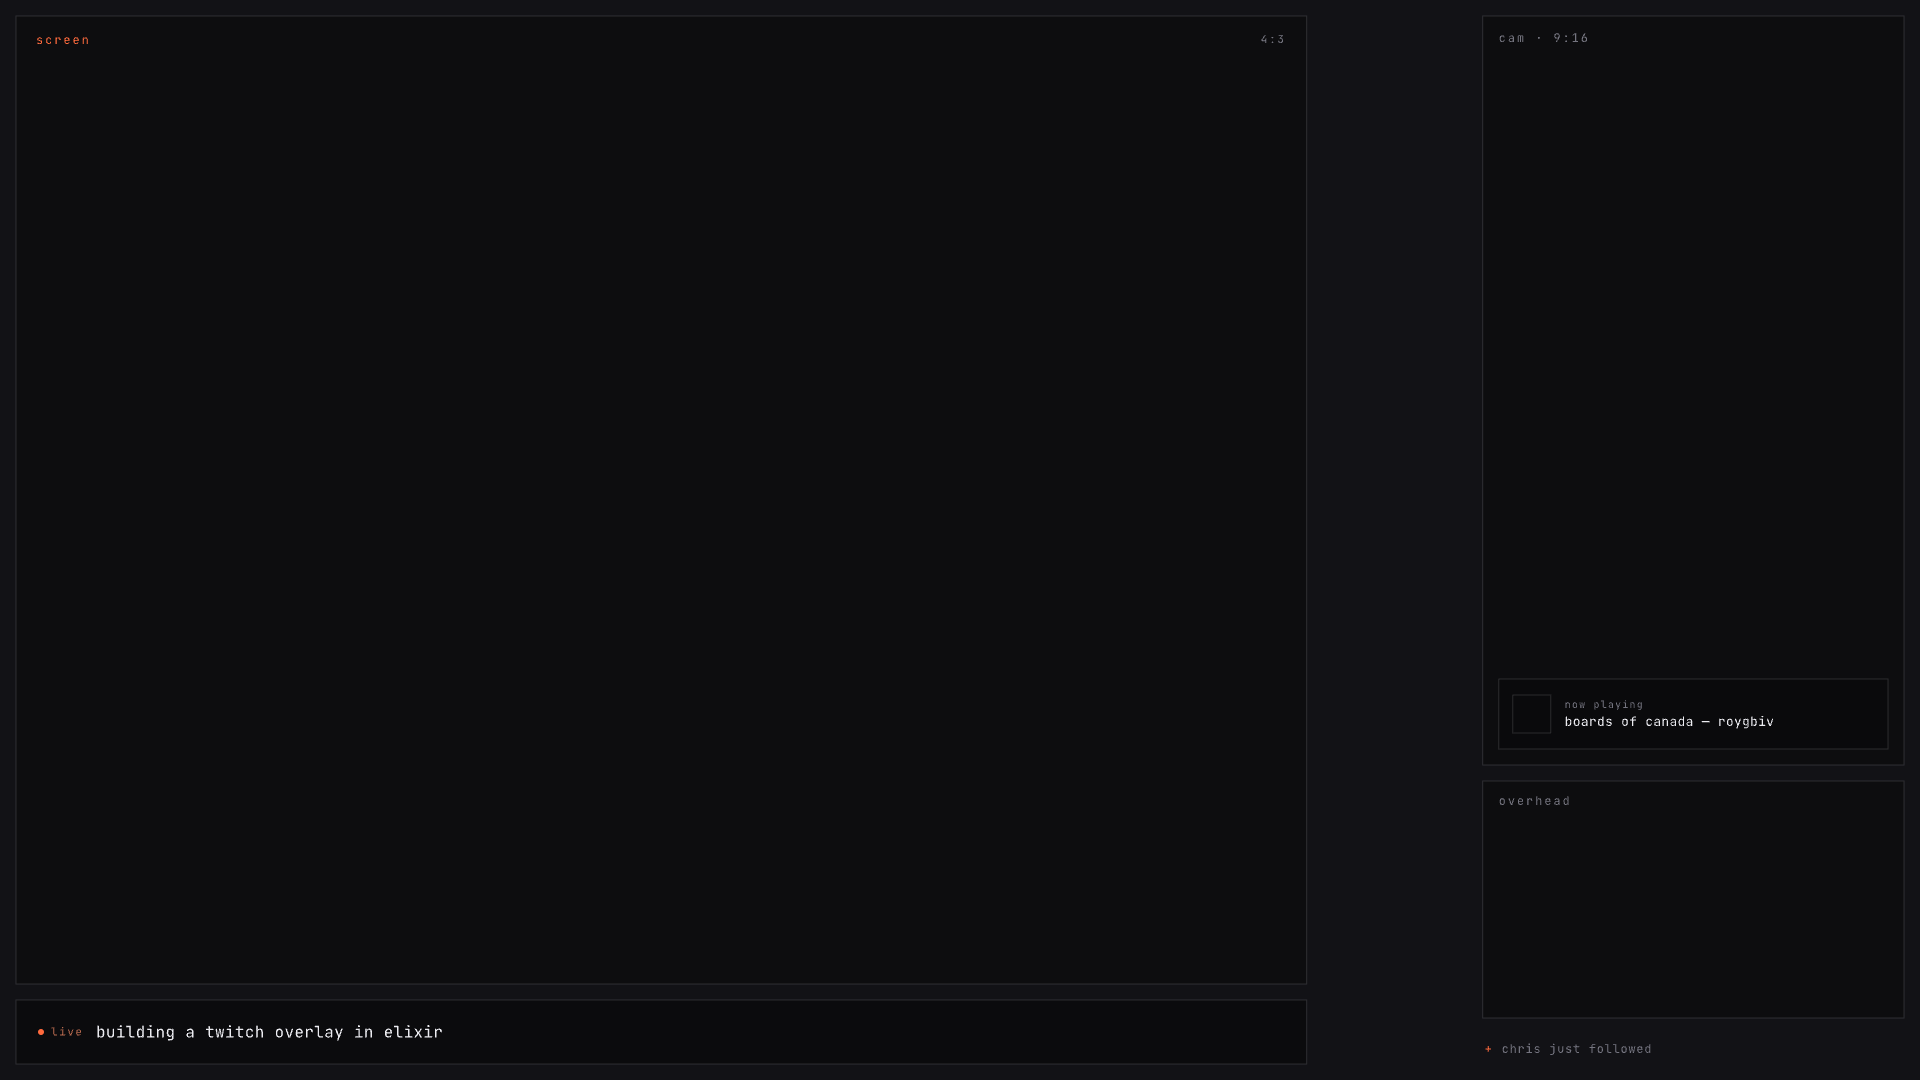 screen
4:3
cam · 9:16
now playing
boards of canada — roygbiv
overhead
live building a twitch overlay in elixir
+ chris just followed